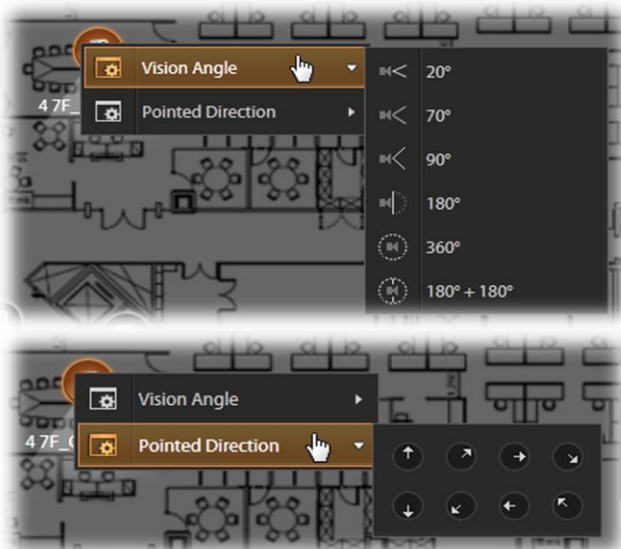 Vision Angle
20°
4 7F_
Pointed Direction
70°
90°
180°
360°
180° + 180°
Vision Angle
4 7F_
Pointed Direction